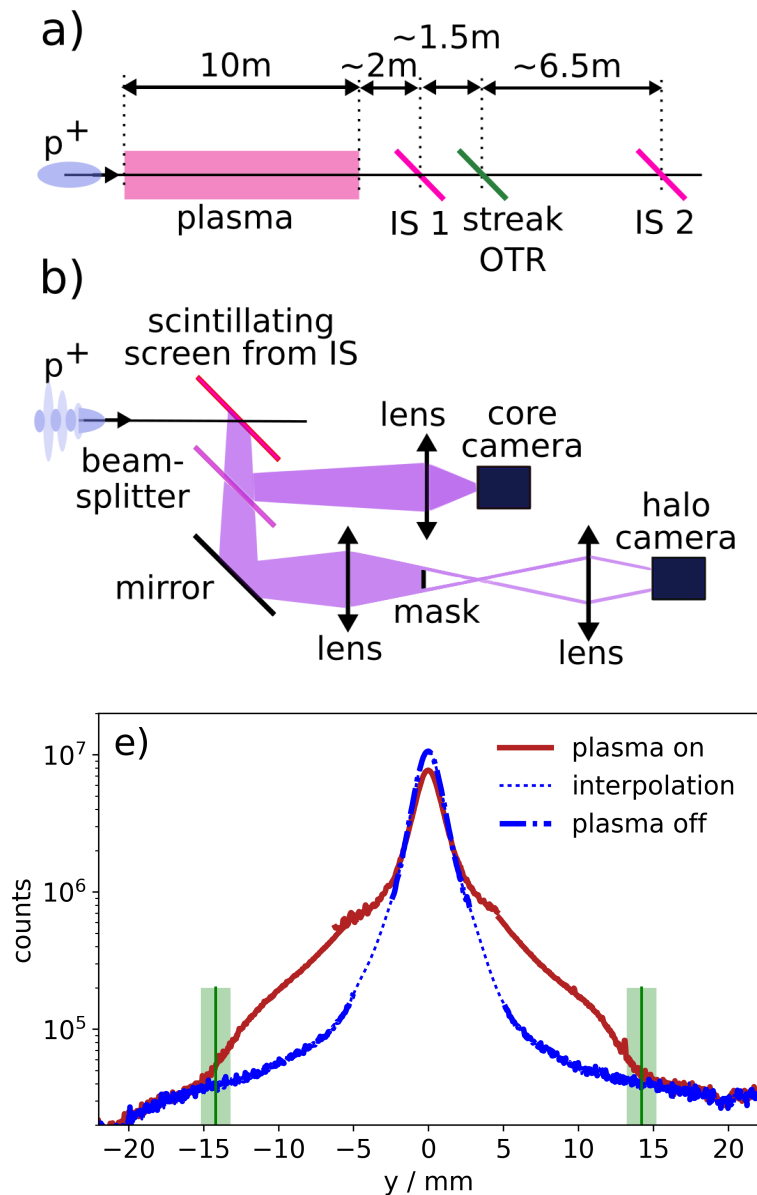 a)
~1.5m
10m
~2m
~6.5m
p+
plasma
IS 1
streak
OTR
IS 2
b)
scintillating
screen from IS
p+
lens
core
camera
beam-
splitter
halo
camera
mirror
mask
lens
lens
e)
plasma on
interpolation
plasma off
10⁷
10⁶
10⁵
counts
−20
−15
−10
−5
0
5
10
15
20
y / mm